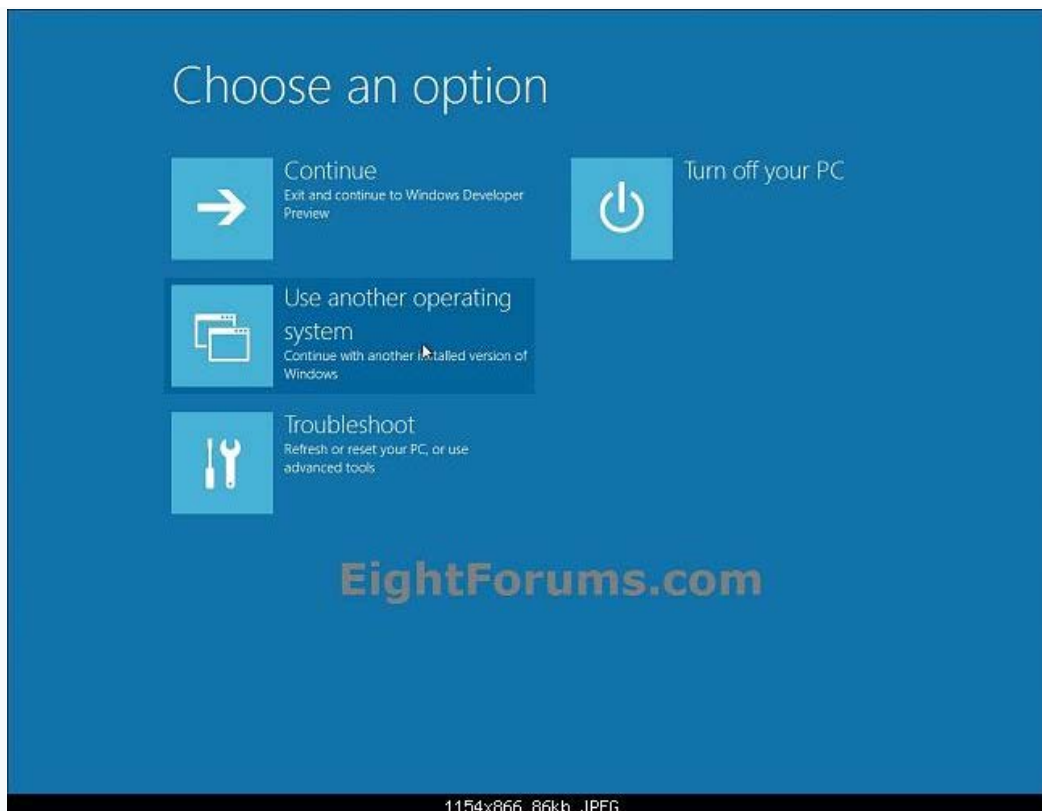 Choose an option
Continue
Exit and continue to Windows Developer
Preview
Turn off your PC
Use another operating
system
Continue with another installed version of
Windows
Troubleshoot
Refresh or reset your PC, or use
advanced tools
EightForums.com
1154x866 86kb JPEG